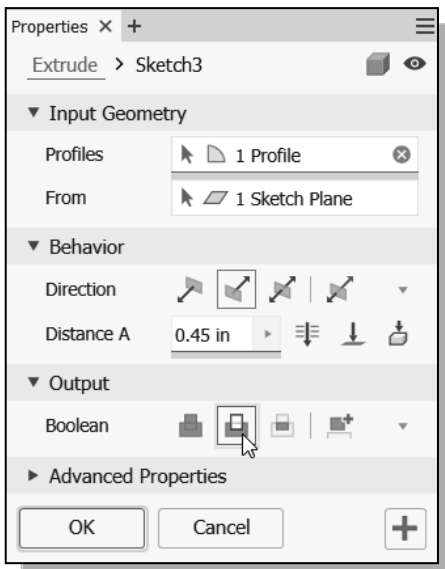 Properties × +
Extrude > Sketch3
▼ Input Geometry
Profiles 1 Profile
From 1 Sketch Plane
▼ Behavior
Direction
Distance A 0.45 in
▼ Output
Boolean
► Advanced Properties
OK Cancel +